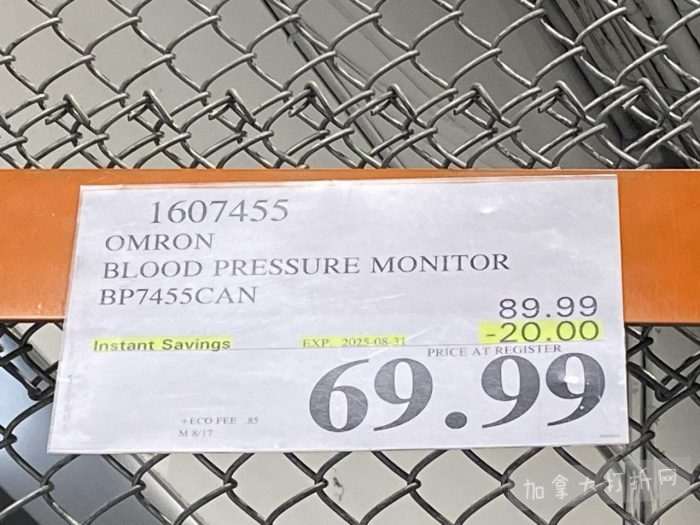 1607455
OMRON
BLOOD PRESSURE MONITOR
BP7455CAN
89.99
Instant Savings EXP. 2025-08-31 -20.00
PRICE AT REGISTER
69.99
+ECO FEE .85
M 8/17
加拿大打折网